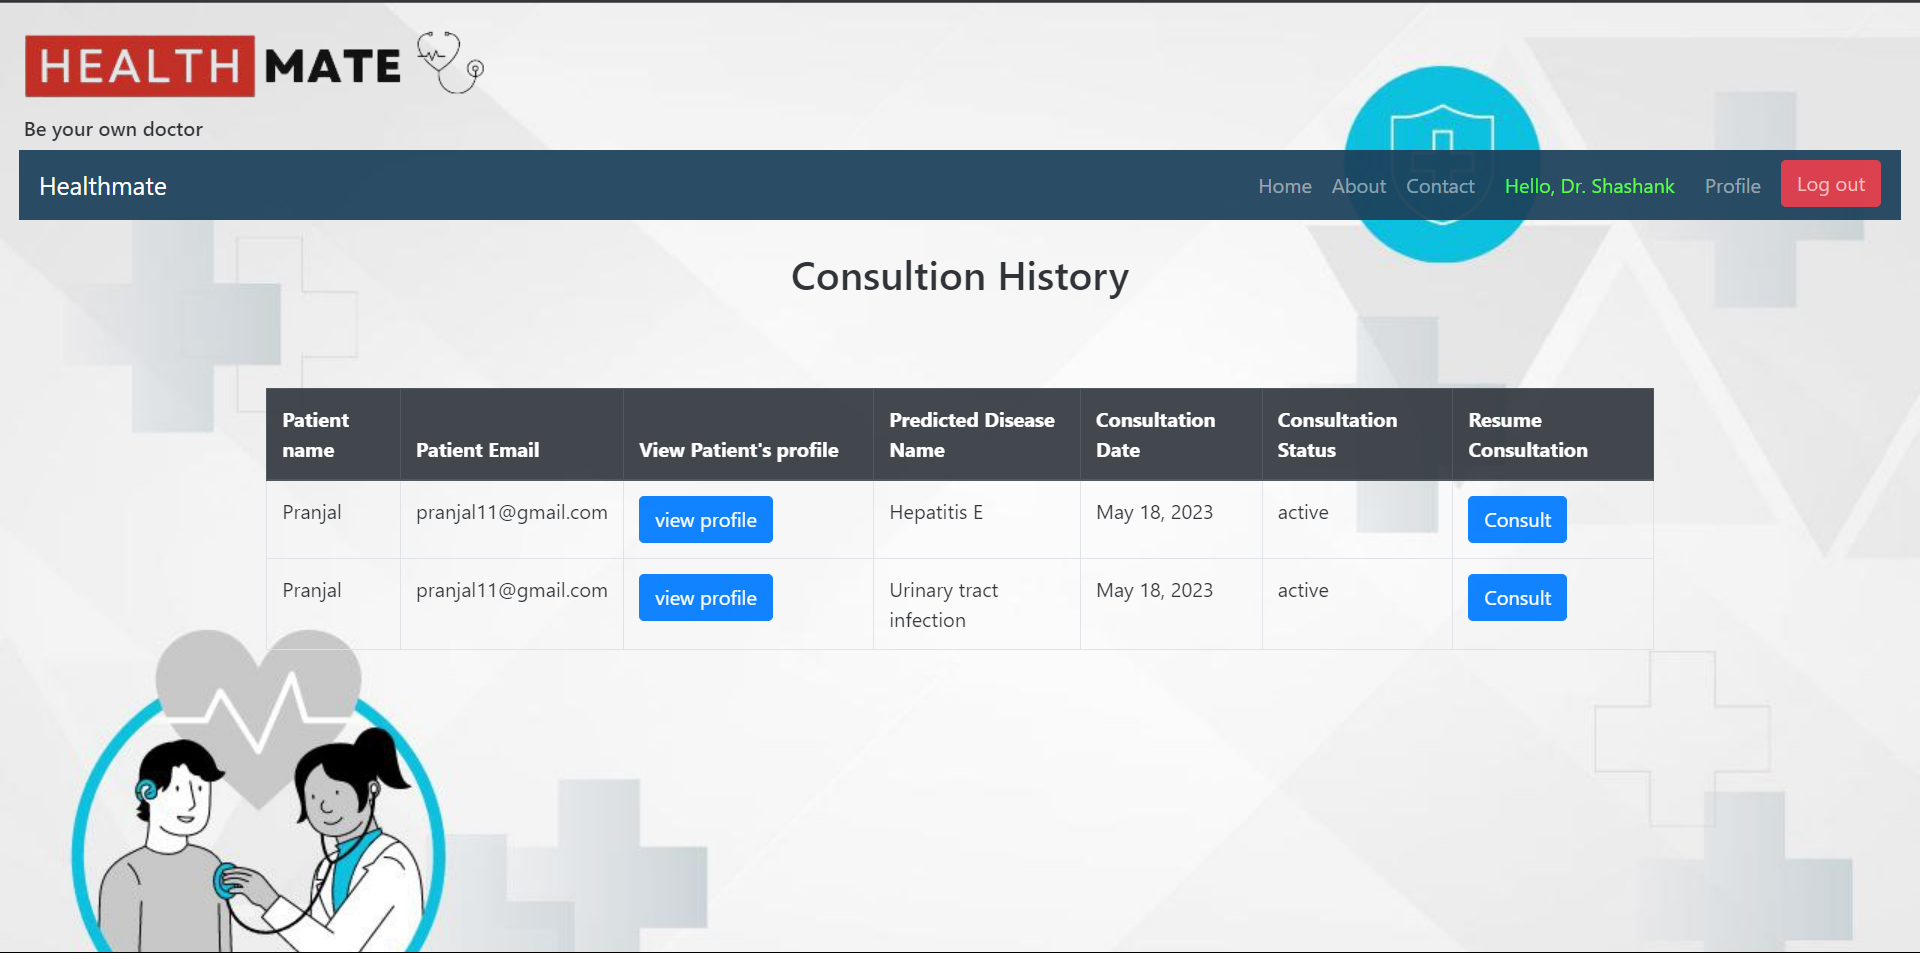 HEALTH MATE
Be your own doctor
Healthmate Home About Contact Hello, Dr. Shashank Profile Log out
Consultion History
Patient name Patient Email View Patient's profile Predicted Disease Name Consultation Date Consultation Status Resume Consultation
Pranjal pranjal11@gmail.com view profile Hepatitis E May 18, 2023 active Consult
Pranjal pranjal11@gmail.com view profile Urinary tract infection May 18, 2023 active Consult